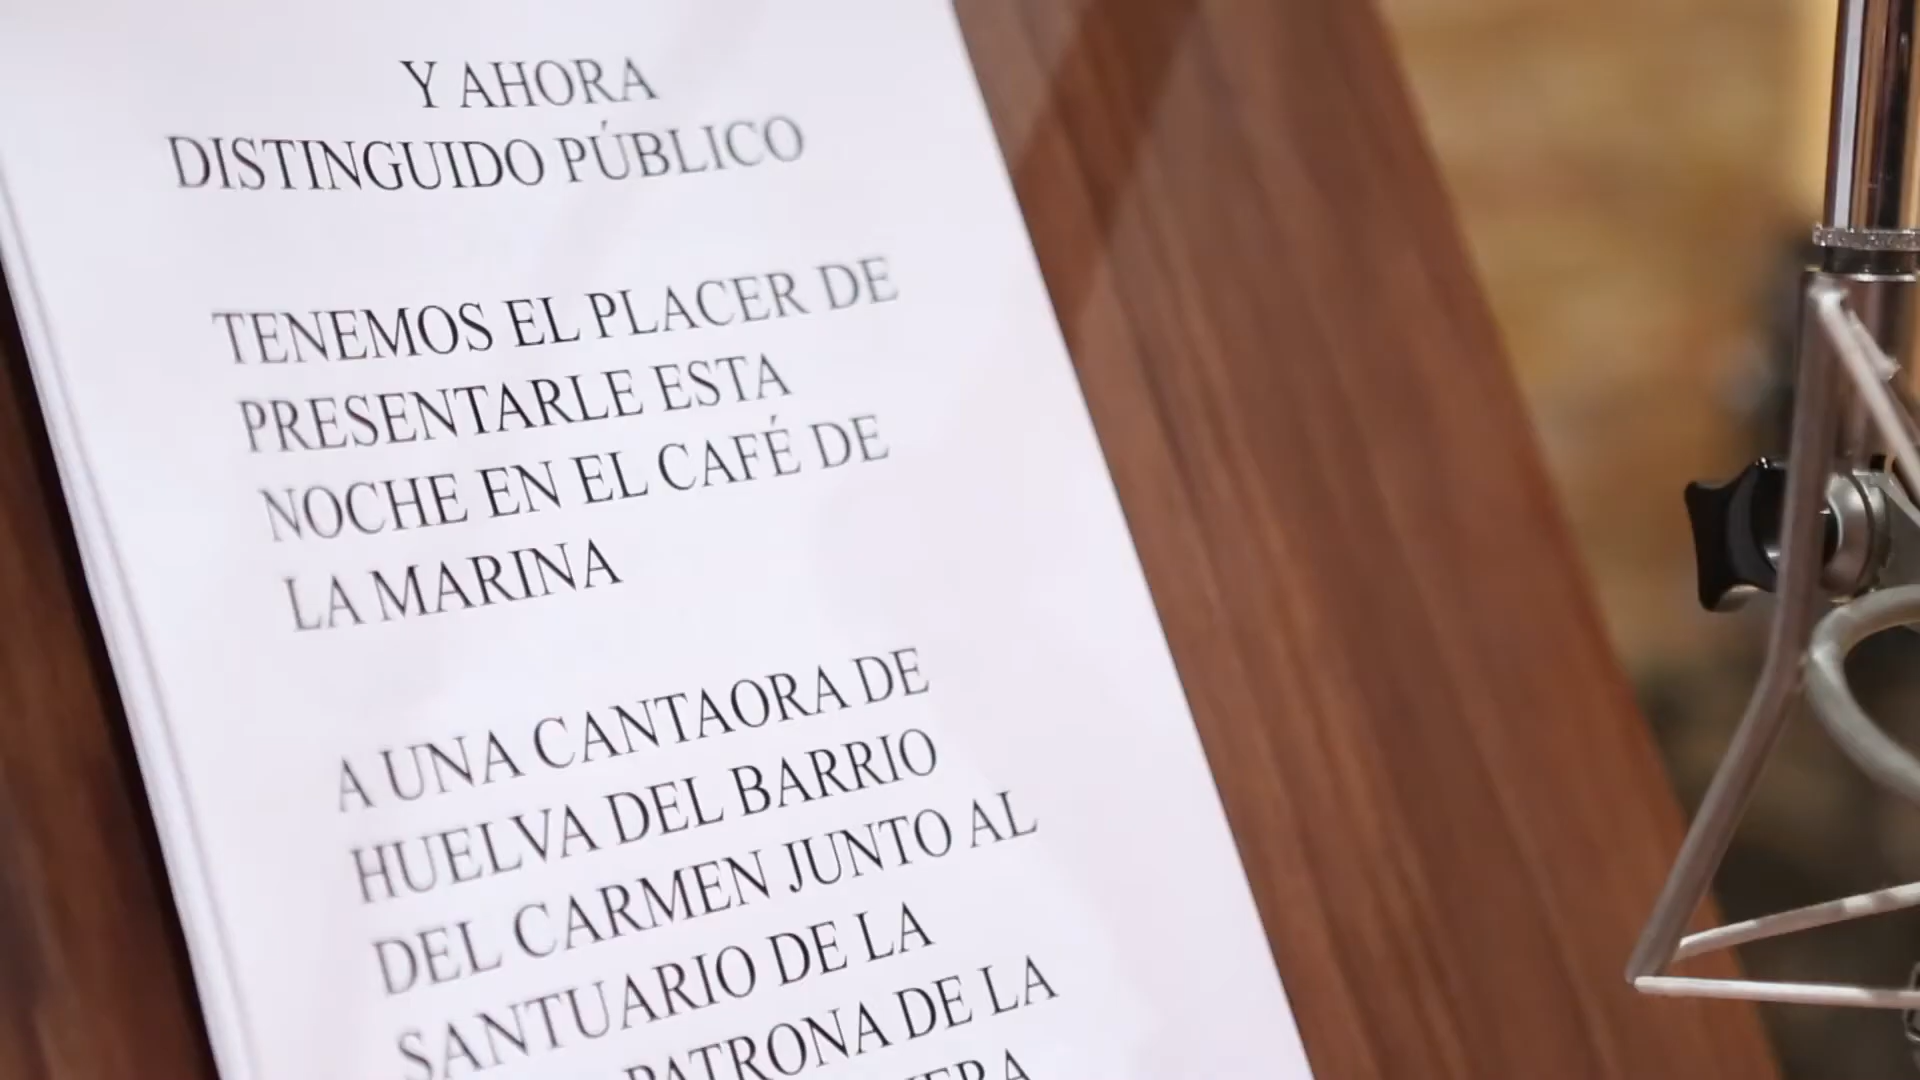 Y AHORA
DISTINGUIDO PÚBLICO
TENEMOS EL PLACER DE
PRESENTARLE ESTA
NOCHE EN EL CAFÉ DE
LA MARINA
A UNA CANTAORA DE
HUELVA DEL BARRIO
DEL CARMEN JUNTO AL
SANTUARIO DE LA
PATRONA DE LA